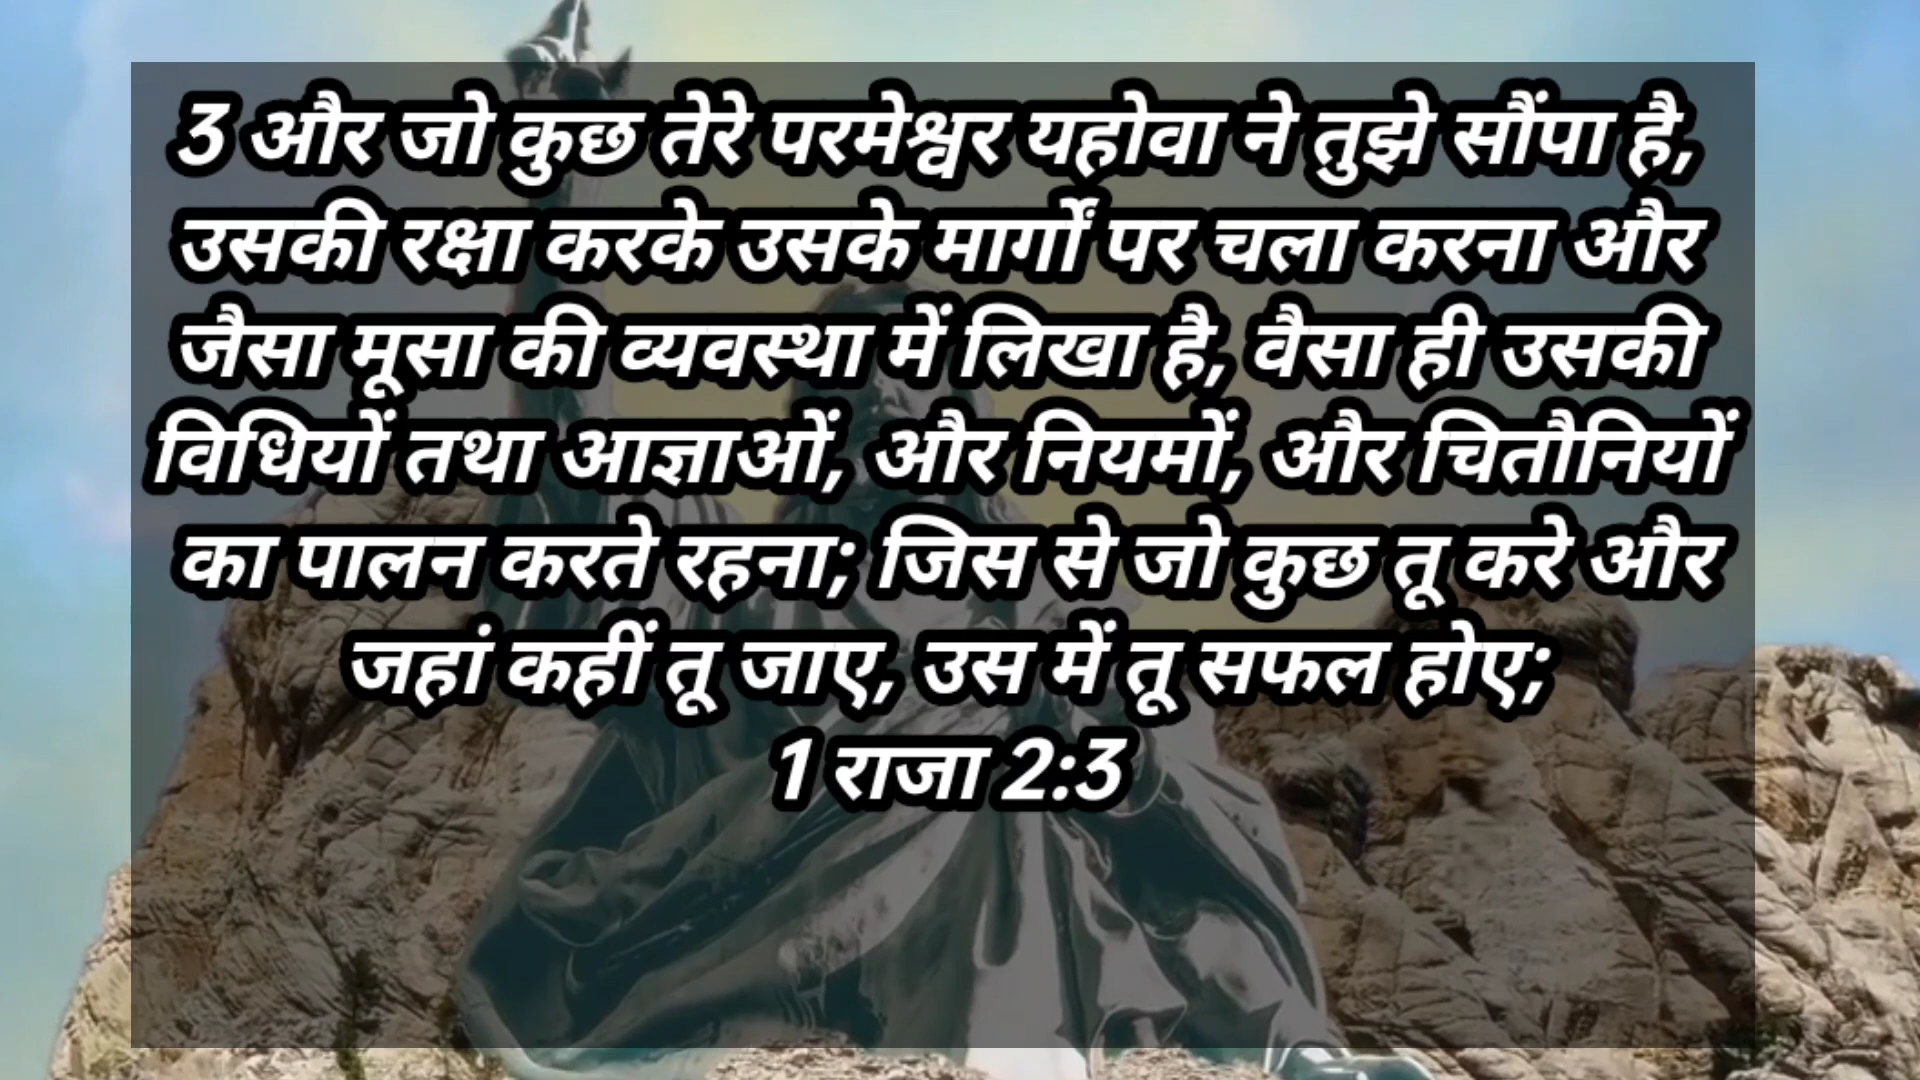 3 और जो कुछ तेरे परमेश्वर यहोवा ने तुझे सौंपा है,
उसकी रक्षा करके उसके मार्गों पर चला करना और
जैसा मूसा की व्यवस्था में लिखा है, वैसा ही उसकी
विधियों तथा आज्ञाओं, और नियमों, और चितौनियों
का पालन करते रहना; जिस से जो कुछ तू करे और
जहां कहीं तू जाए, उस में तू सफल होए;
1 राजा 2:3